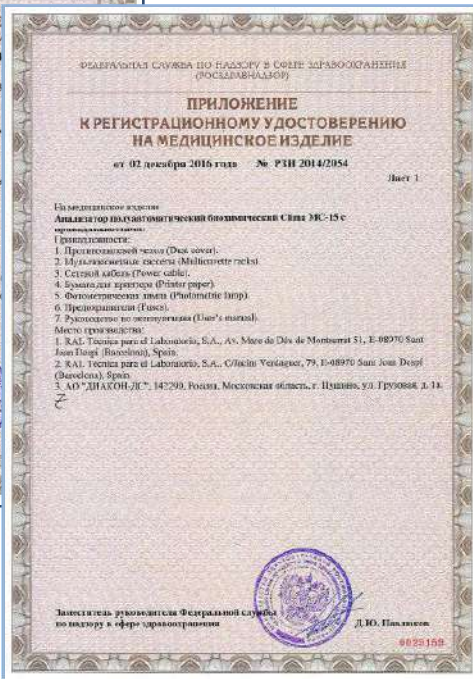 ФЕДЕРАЛЬНАЯ СЛУЖБА ПО НАДЗОРУ В СФЕРЕ ЗДРАВООХРАНЕНИЯ
(РОСЗДРАВНАДЗОР)
ПРИЛОЖЕНИЕ
К РЕГИСТРАЦИОННОМУ УДОСТОВЕРЕНИЮ
НА МЕДИЦИНСКОЕ ИЗДЕЛИЕ
от 02 декабря 2016 года № РЗН 2014/2054
Лист 1
На медицинское изделие
Анализатор полуавтоматический биохимический Clima MC-15 с
принадлежностями:
Принадлежности:
1. Противопылевой чехол (Dust cover).
2. Мультикюветные кассеты (Multicuvette racks).
3. Сетевой кабель (Power cable).
4. Бумага для принтера (Printer paper).
5. Фотометрическая лампа (Photometric lamp).
6. Предохранители (Fuses).
7. Руководство по эксплуатации (User's manual).
Место производства:
1. RAL Tecnica para el Laboratorio, S.A., Av. Mare de Déu de Montserrat 51, E-08970 Sant
Joan Despi (Barcelona), Spain.
2. RAL Tecnica para el Laboratorio, S.A., C/Jacint Verdaguer, 79, E-08970 Sant Joan Despi
(Barcelona), Spain.
3. АО "ДИАКОН-ДС", 142290, Россия, Московская область, г. Пущино, ул. Грузовая, д. 1а.
Заместитель руководителя Федеральной службы
по надзору в сфере здравоохранения
Д.Ю. Павлюков
0023159